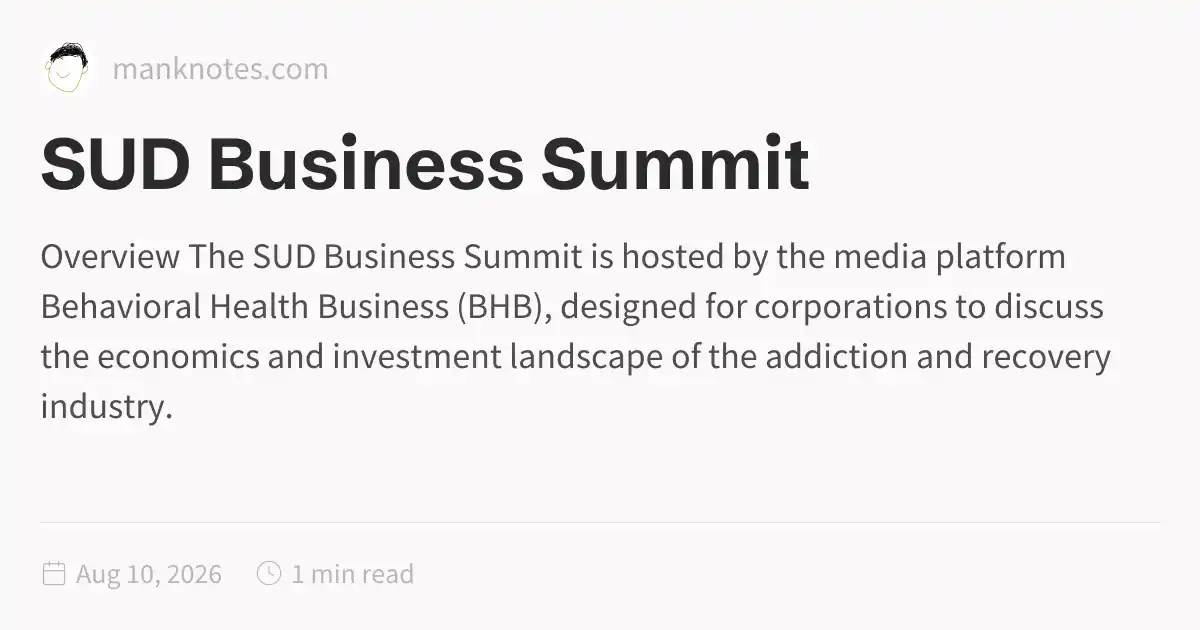 manknotes.com
SUD Business Summit
Overview The SUD Business Summit is hosted by the media platform
Behavioral Health Business (BHB), designed for corporations to discuss
the economics and investment landscape of the addiction and recovery
industry.
Aug 10, 2026
1 min read